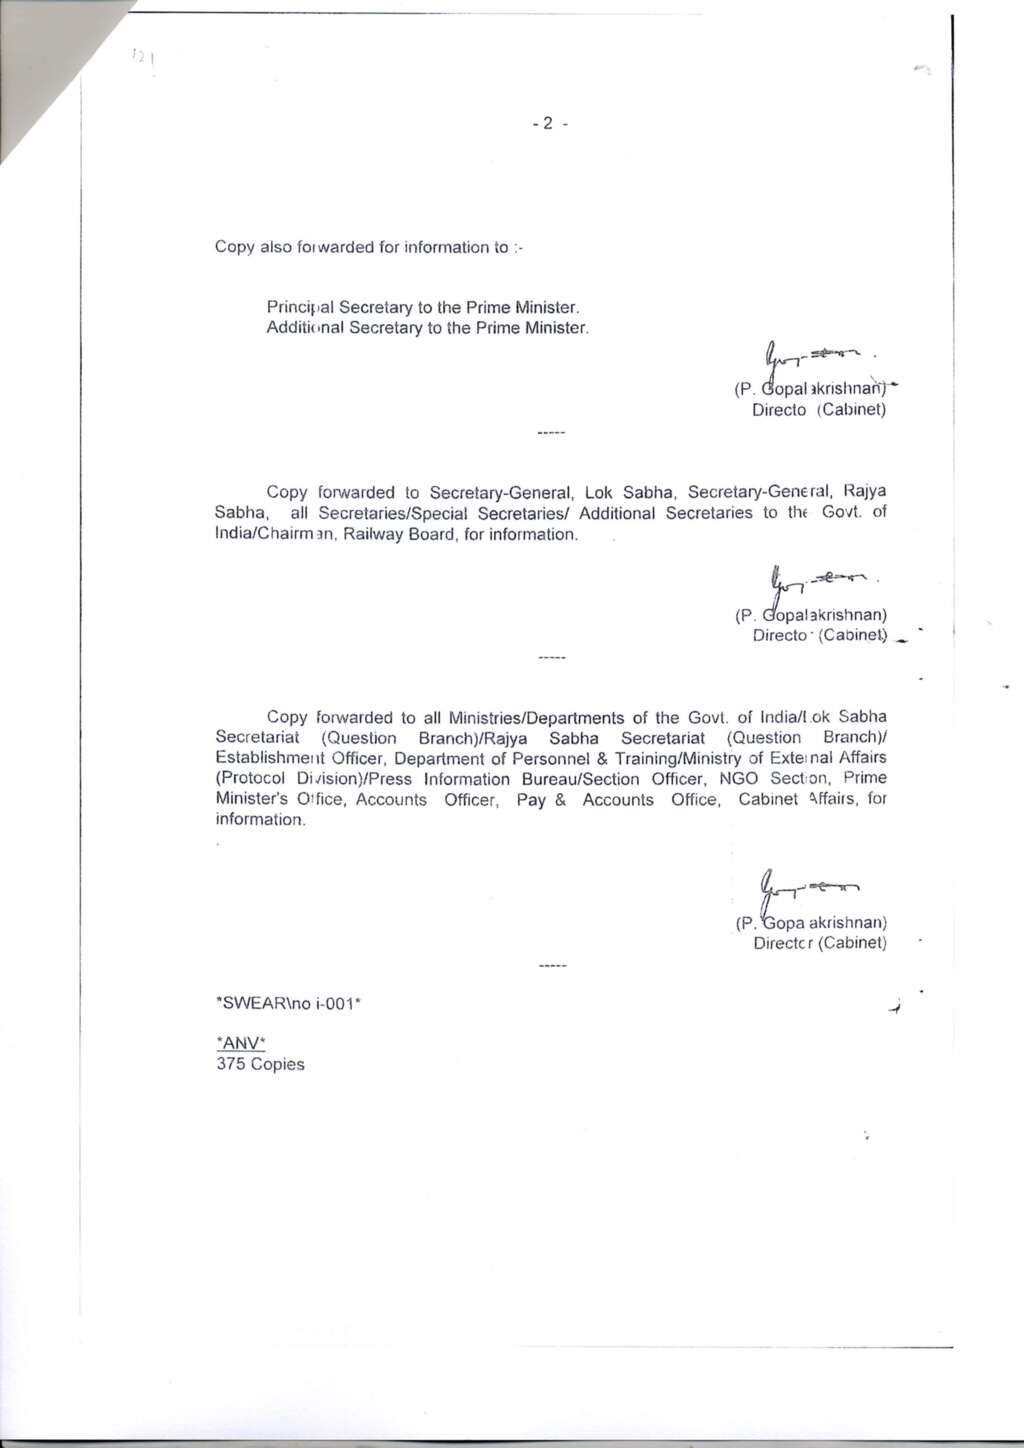 121
- 2 -
Copy also forwarded for information to :-
Principal Secretary to the Prime Minister.
Additional Secretary to the Prime Minister.
(P. Gopalakrishnan)
Director (Cabinet)
-----
Copy forwarded to Secretary-General, Lok Sabha, Secretary-General, Rajya
Sabha, all Secretaries/Special Secretaries/ Additional Secretaries to the Govt. of
India/Chairman, Railway Board, for information.
(P. Gopalakrishnan)
Director (Cabinet)
-----
Copy forwarded to all Ministries/Departments of the Govt. of India/Lok Sabha
Secretariat (Question Branch)/Rajya Sabha Secretariat (Question Branch)/
Establishment Officer, Department of Personnel & Training/Ministry of External Affairs
(Protocol Division)/Press Information Bureau/Section Officer, NGO Section, Prime
Minister's Office, Accounts Officer, Pay & Accounts Office, Cabinet Affairs, for
information.
(P. Gopalakrishnan)
Director (Cabinet)
-----
*SWEAR\no i-001*
*ANV*
375 Copies